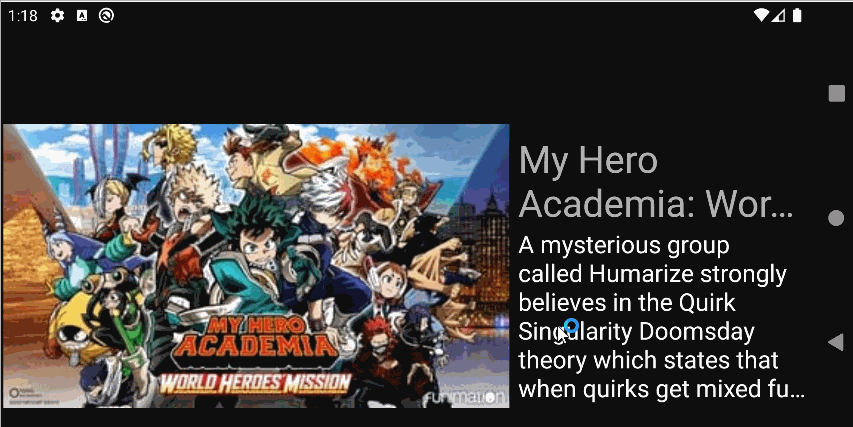 1:18
MY HERO
ACADEMIA
WORLD HEROES MISSION
FUNIMATION
My Hero
Academia: Wor...
A mysterious group
called Humarize strongly
believes in the Quirk
Singularity Doomsday
theory which states that
when quirks get mixed fu...